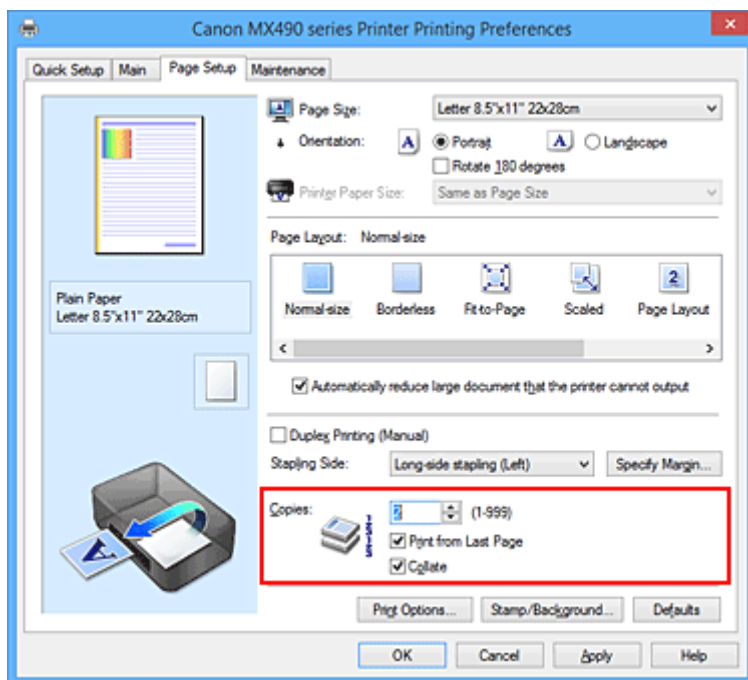 Canon MX490 series Printer Printing Preferences
Quick Setup Main Page Setup Maintenance
Page Size: Letter 8.5"x11" 22x28cm
Orientation: A Portrait A Landscape
Rotate 180 degrees
Printer Paper Size: Same as Page Size
Page Layout: Normal-size
2
Normal-size Borderless Fit-to-Page Scaled Page Layout
Plain Paper
Letter 8.5"x11" 22x28cm
Automatically reduce large document that the printer cannot output
Duplex Printing (Manual)
Stapling Side: Long-side stapling (Left) Specify Margin...
Copies: 2 (1-999)
Print from Last Page
Collate
A
Print Options... Stamp/Background... Defaults
OK Cancel Apply Help